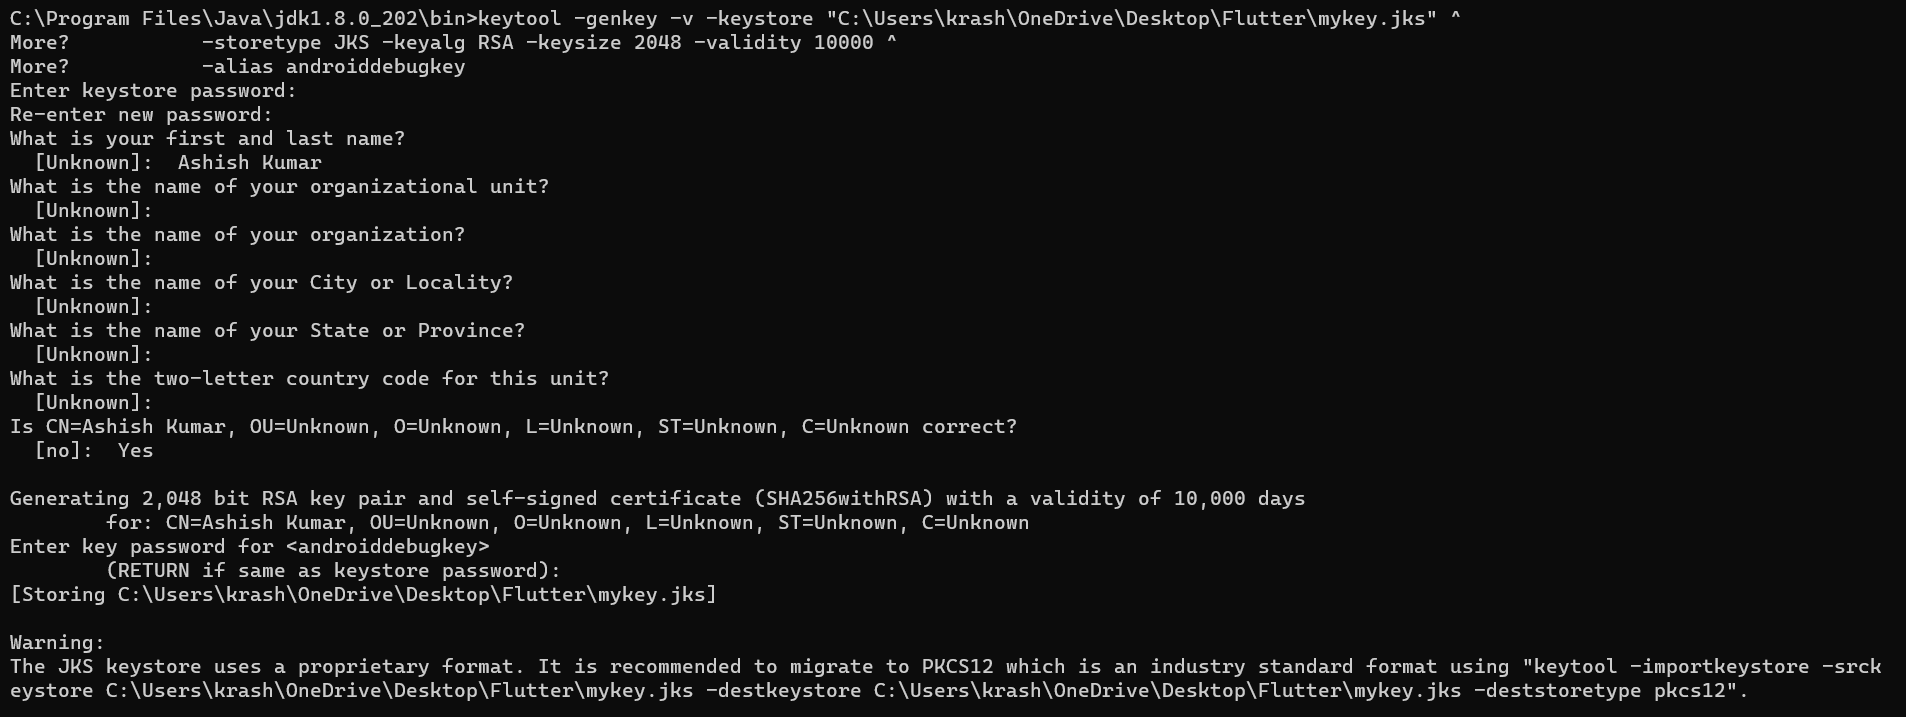 C:\Program Files\Java\jdk1.8.0_202\bin>keytool -genkey -v -keystore "C:\Users\krash\OneDrive\Desktop\Flutter\mykey.jks" ^
More?           -storetype JKS -keyalg RSA -keysize 2048 -validity 10000 ^
More?           -alias androiddebugkey
Enter keystore password:
Re-enter new password:
What is your first and last name?
  [Unknown]:  Ashish Kumar
What is the name of your organizational unit?
  [Unknown]:
What is the name of your organization?
  [Unknown]:
What is the name of your City or Locality?
  [Unknown]:
What is the name of your State or Province?
  [Unknown]:
What is the two-letter country code for this unit?
  [Unknown]:
Is CN=Ashish Kumar, OU=Unknown, O=Unknown, L=Unknown, ST=Unknown, C=Unknown correct?
  [no]:  Yes

Generating 2,048 bit RSA key pair and self-signed certificate (SHA256withRSA) with a validity of 10,000 days
        for: CN=Ashish Kumar, OU=Unknown, O=Unknown, L=Unknown, ST=Unknown, C=Unknown
Enter key password for <androiddebugkey>
        (RETURN if same as keystore password):
[Storing C:\Users\krash\OneDrive\Desktop\Flutter\mykey.jks]

Warning:
The JKS keystore uses a proprietary format. It is recommended to migrate to PKCS12 which is an industry standard format using "keytool -importkeystore -srck
eystore C:\Users\krash\OneDrive\Desktop\Flutter\mykey.jks -destkeystore C:\Users\krash\OneDrive\Desktop\Flutter\mykey.jks -deststoretype pkcs12".